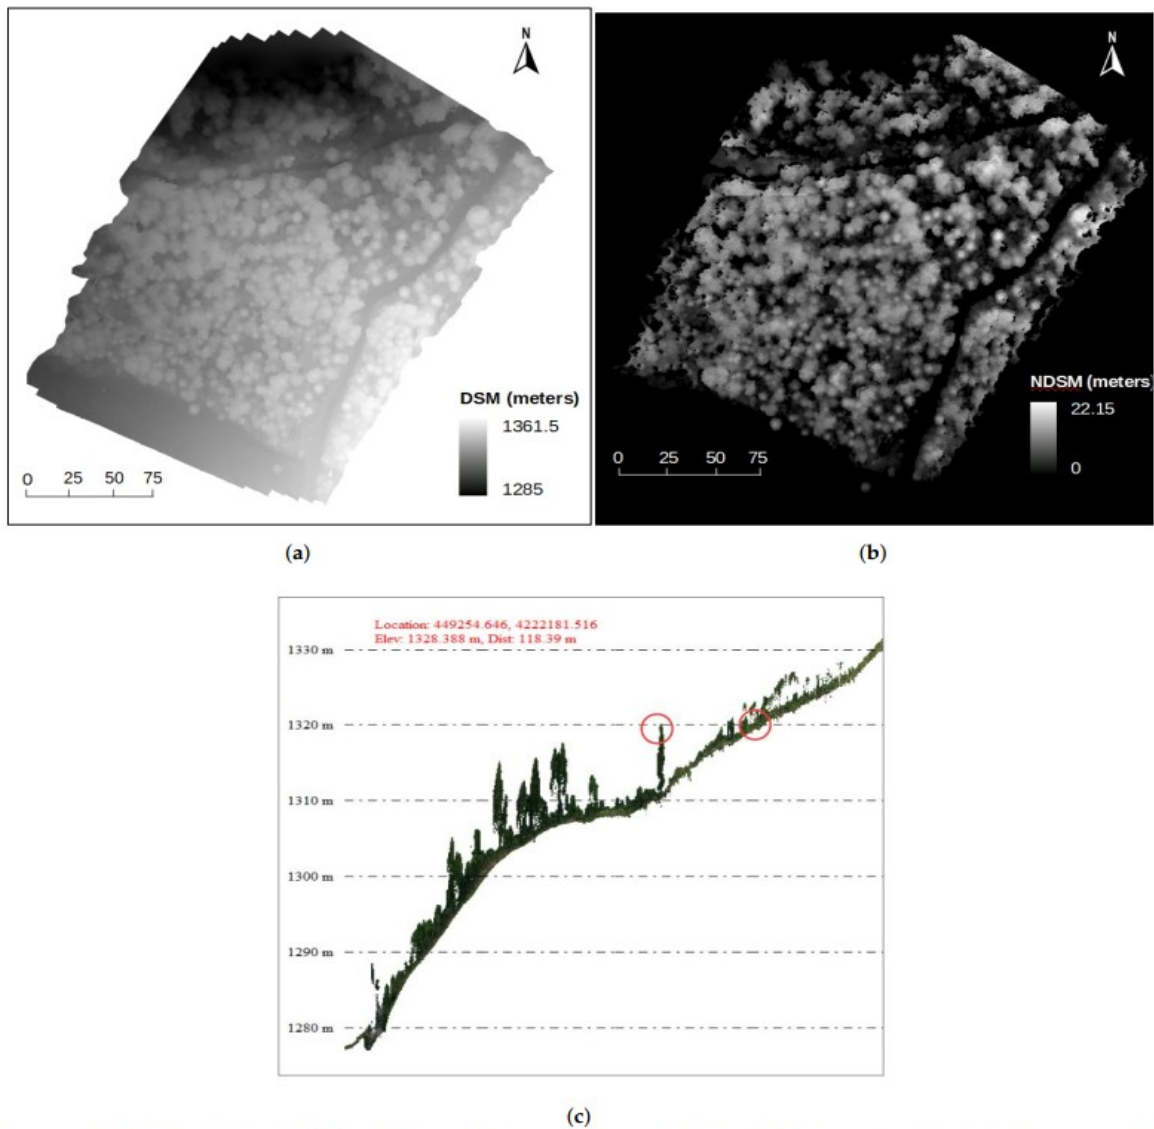 N
DSM (meters)
1361.5
1285
0 25 50 75
(a)
N
NDSM (meters)
22.15
0
0 25 50 75
(b)
Location: 449254.646, 4222181.516
Elev: 1328.388 m, Dist: 118.39 m
1330 m
1320 m
1310 m
1300 m
1290 m
1280 m
(c)